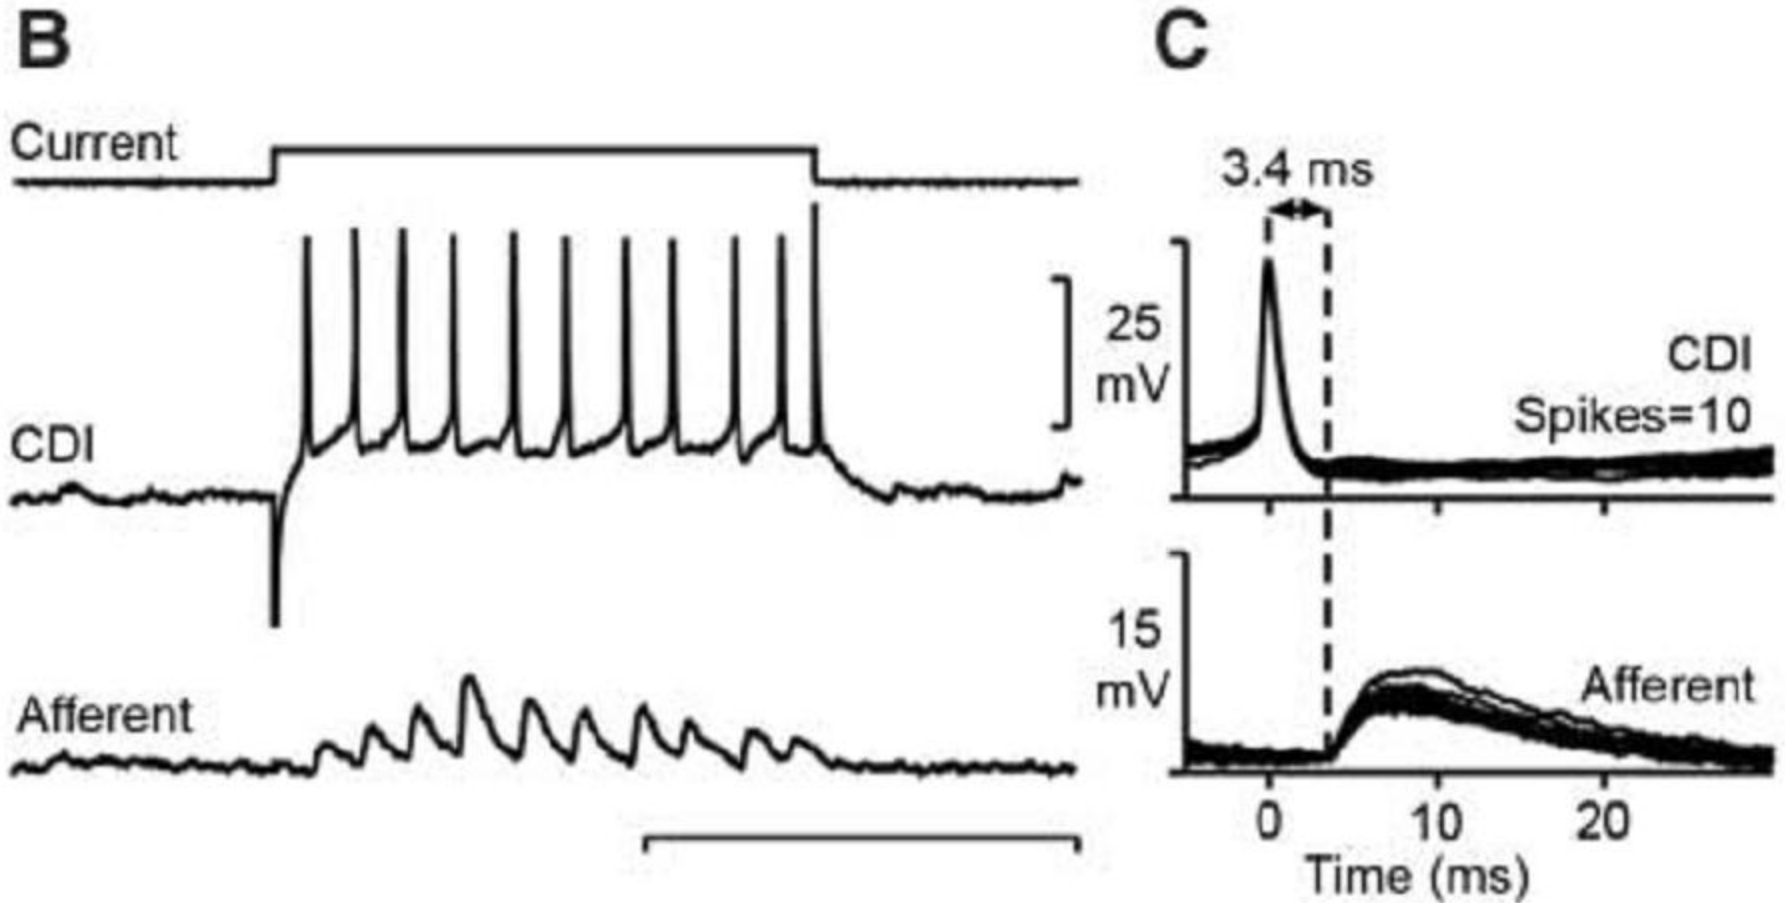 B
Current
CDI
25
mV
Afferent
C
3.4 ms
CDI
Spikes=10
15
mV
Afferent
0 10 20
Time (ms)